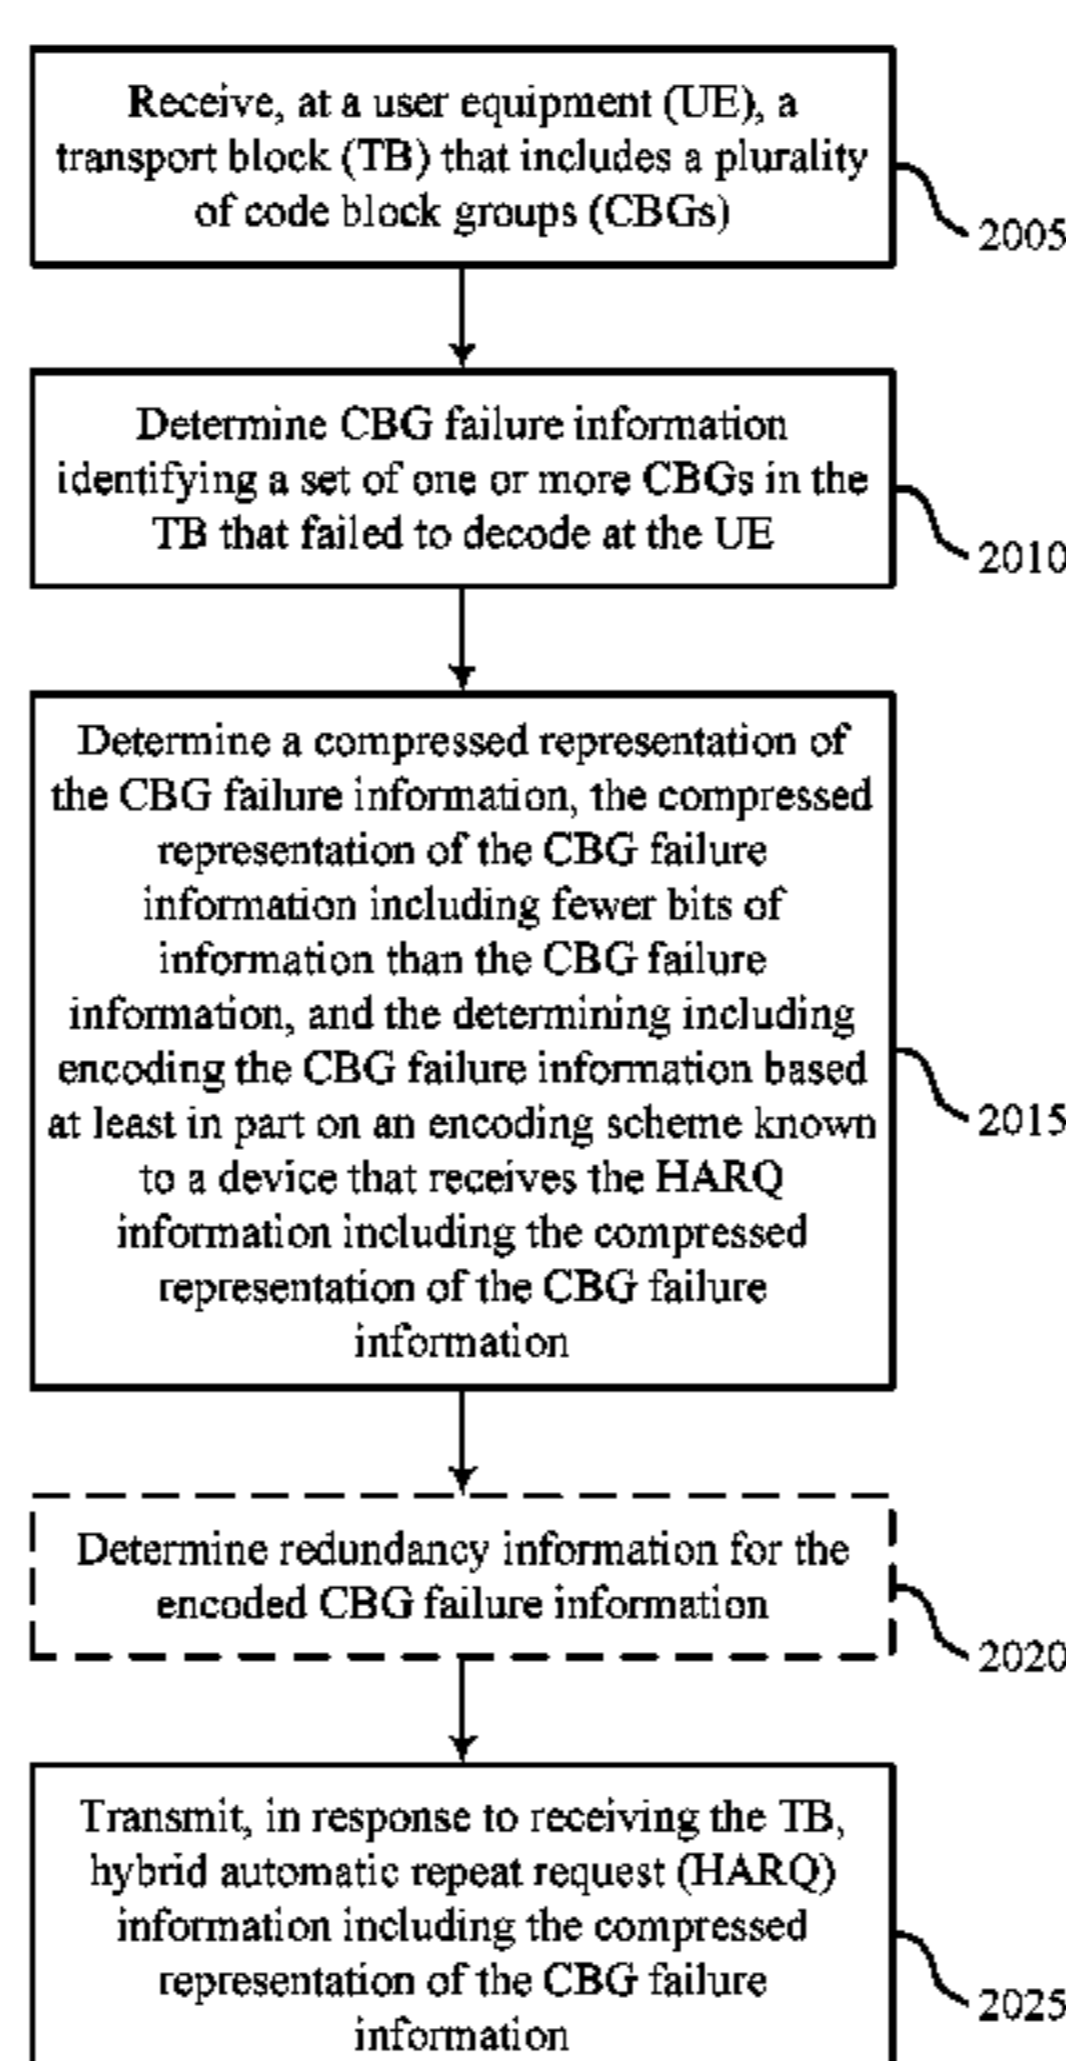 Receive, at a user equipment (UE), a
transport block (TB) that includes a plurality
of code block groups (CBGs)
2005
Determine CBG failure information
identifying a set of one or more CBGs in the
TB that failed to decode at the UE
2010
Determine a compressed representation of
the CBG failure information, the compressed
representation of the CBG failure
information including fewer bits of
information than the CBG failure
information, and the determining including
encoding the CBG failure information based
at least in part on an encoding scheme known
to a device that receives the HARQ
information including the compressed
representation of the CBG failure
information
2015
Determine redundancy information for the
encoded CBG failure information
2020
Transmit, in response to receiving the TB,
hybrid automatic repeat request (HARQ)
information including the compressed
representation of the CBG failure
information
2025